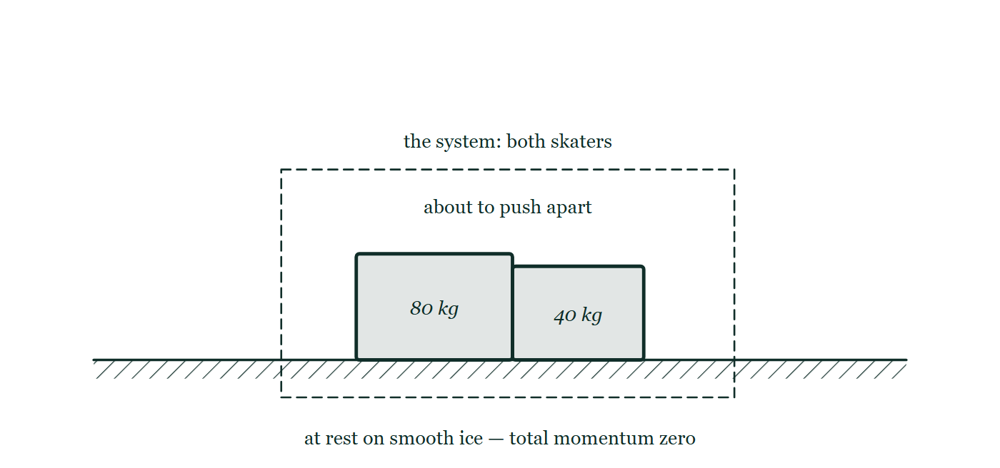 the system: both skaters
about to push apart
80 kg
40 kg
at rest on smooth ice — total momentum zero